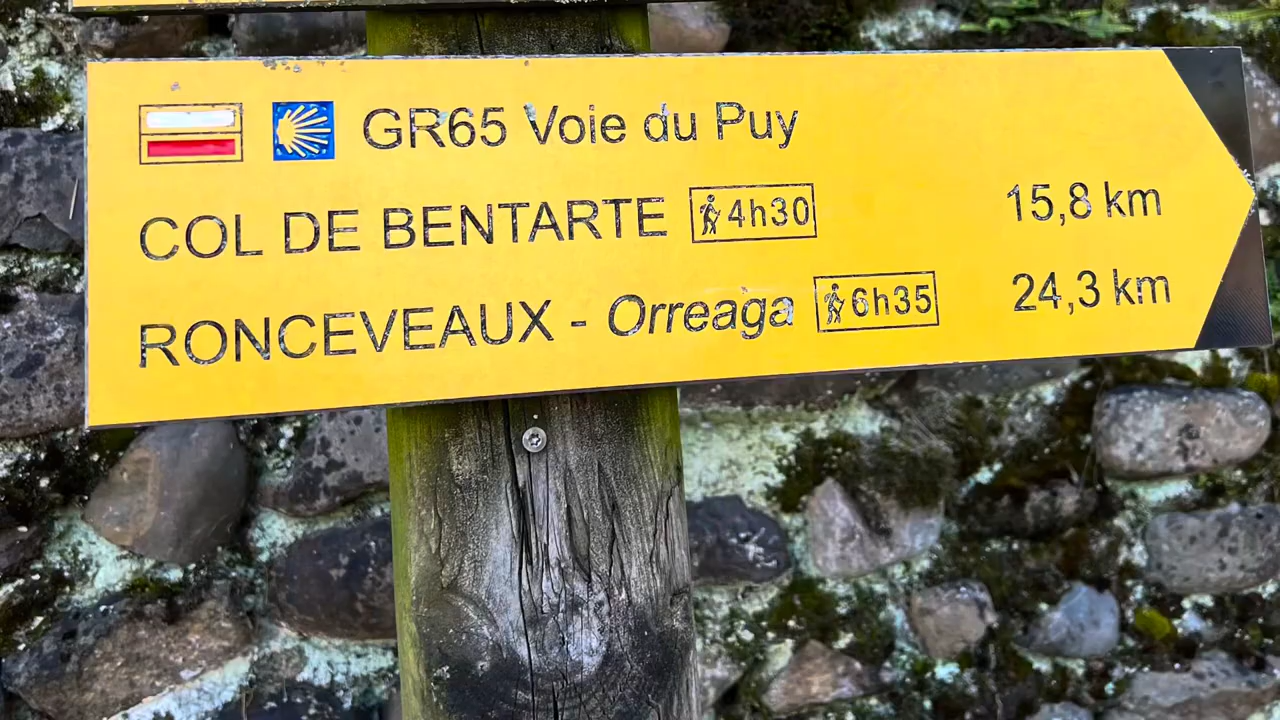 GR65 Voie du Puy
COL DE BENTARTE 4h30 15,8 km
RONCEVEAUX - Orreaga 6h35 24,3 km